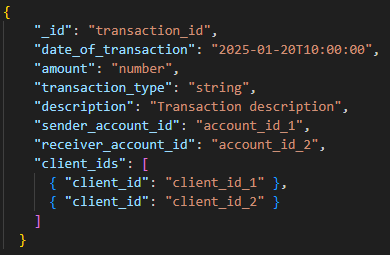 {
"_id": "transaction_id",
"date_of_transaction": "2025-01-20T10:00:00",
"amount": "number",
"transaction_type": "string",
"description": "Transaction description",
"sender_account_id": "account_id_1",
"receiver_account_id": "account_id_2",
"client_ids": [
{ "client_id": "client_id_1" },
{ "client_id": "client_id_2" }
]
}